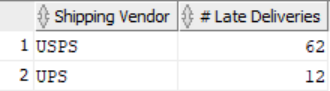 Shipping Vendor # Late Deliveries
1 USPS 62
2 UPS 12